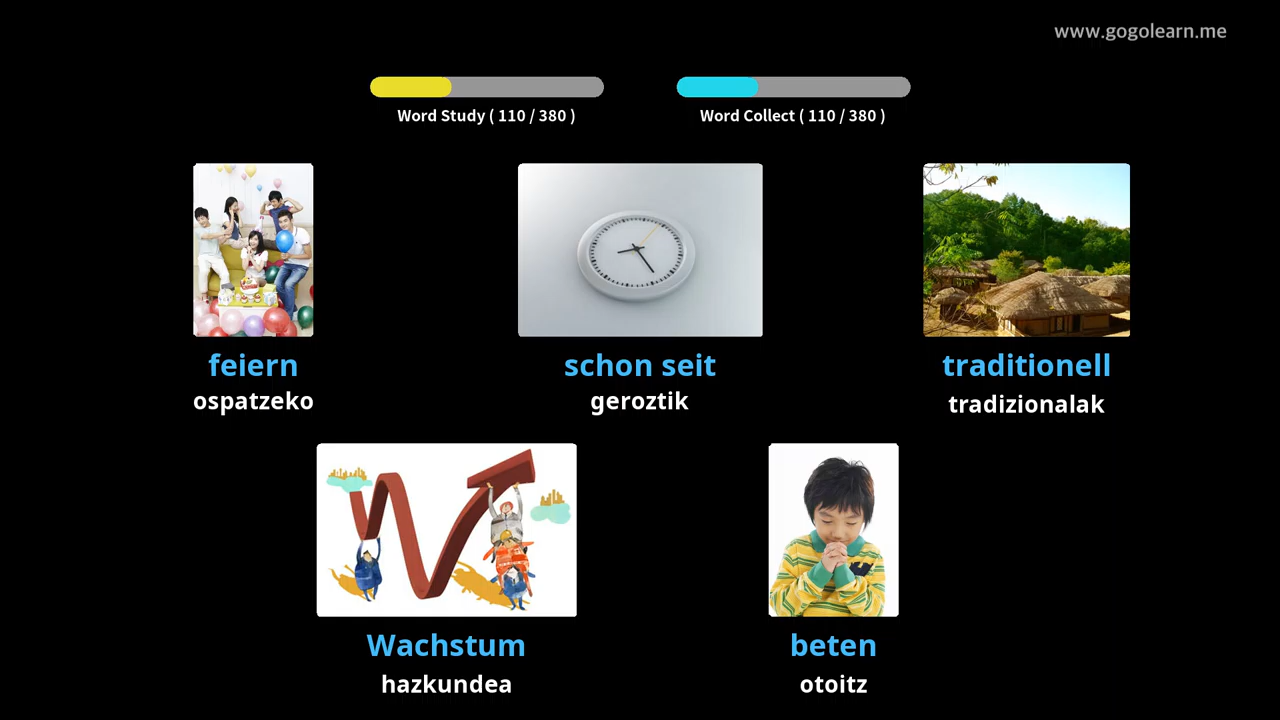 www.gogolearn.me
Word Study ( 110 / 380 )
Word Collect ( 110 / 380 )
feiern
ospatzeko
schon seit
geroztik
traditionell
tradizionalak
Wachstum
hazkundea
beten
otoitz